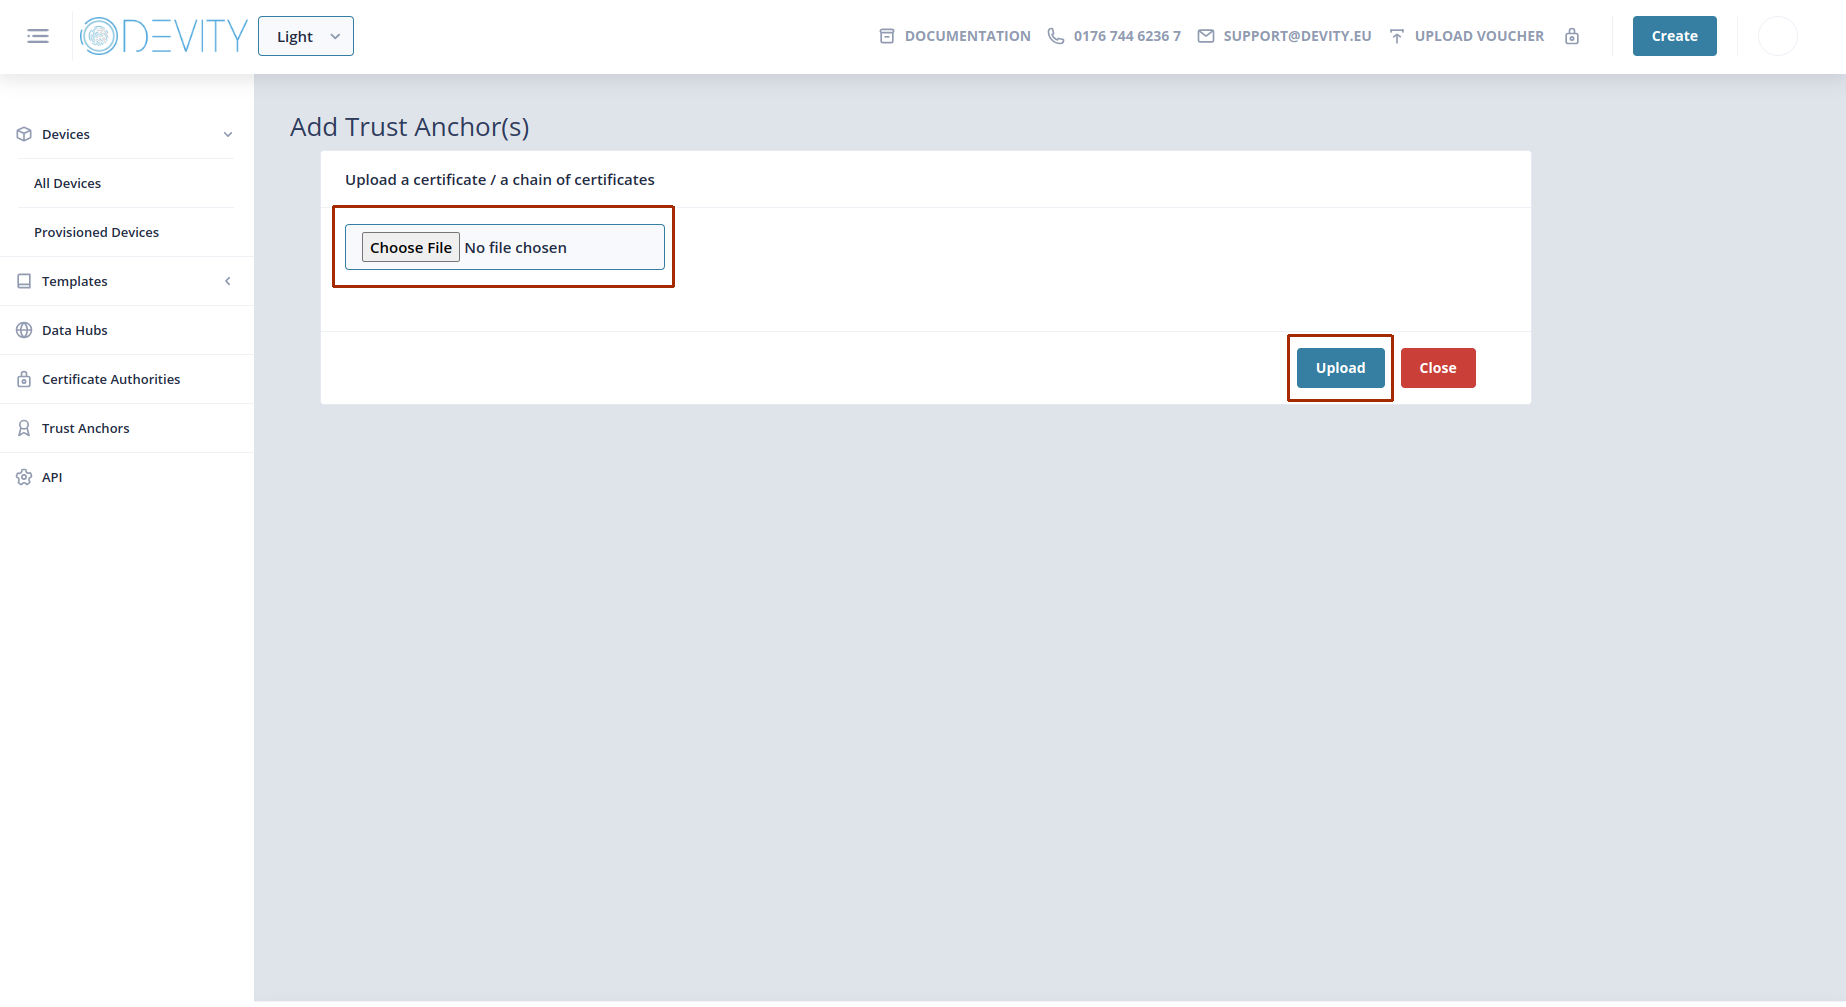 DEVITY
Light
DOCUMENTATION
0176 744 6236 7
SUPPORT@DEVITY.EU
UPLOAD VOUCHER
Create
Devices
All Devices
Provisioned Devices
Templates
Data Hubs
Certificate Authorities
Trust Anchors
API
Add Trust Anchor(s)
Upload a certificate / a chain of certificates
Choose File No file chosen
Upload
Close